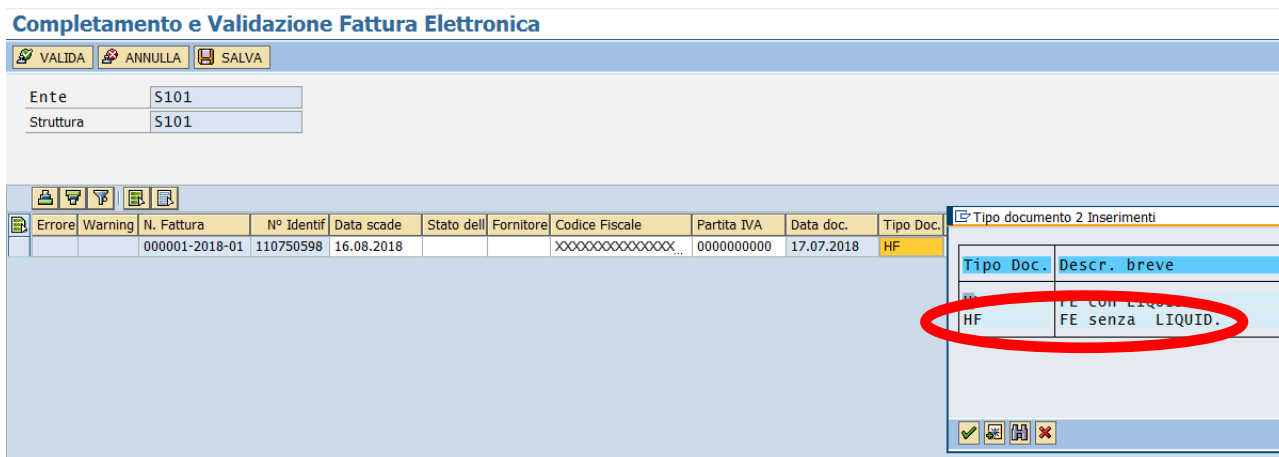 Completamento e Validazione Fattura Elettronica
VALIDA ANNULLA SALVA
Ente S101
Struttura S101
Errore Warning N. Fattura Nº Identif Data scade Stato dell Fornitore Codice Fiscale Partita IVA Data doc. Tipo Doc.
000001-2018-01 110750598 16.08.2018 XXXXXXXXXXXXXX... 0000000000 17.07.2018 HF
Tipo documento 2 Inserimenti
Tipo Doc. Descr. breve
FE con
HF FE senza LIQUID.